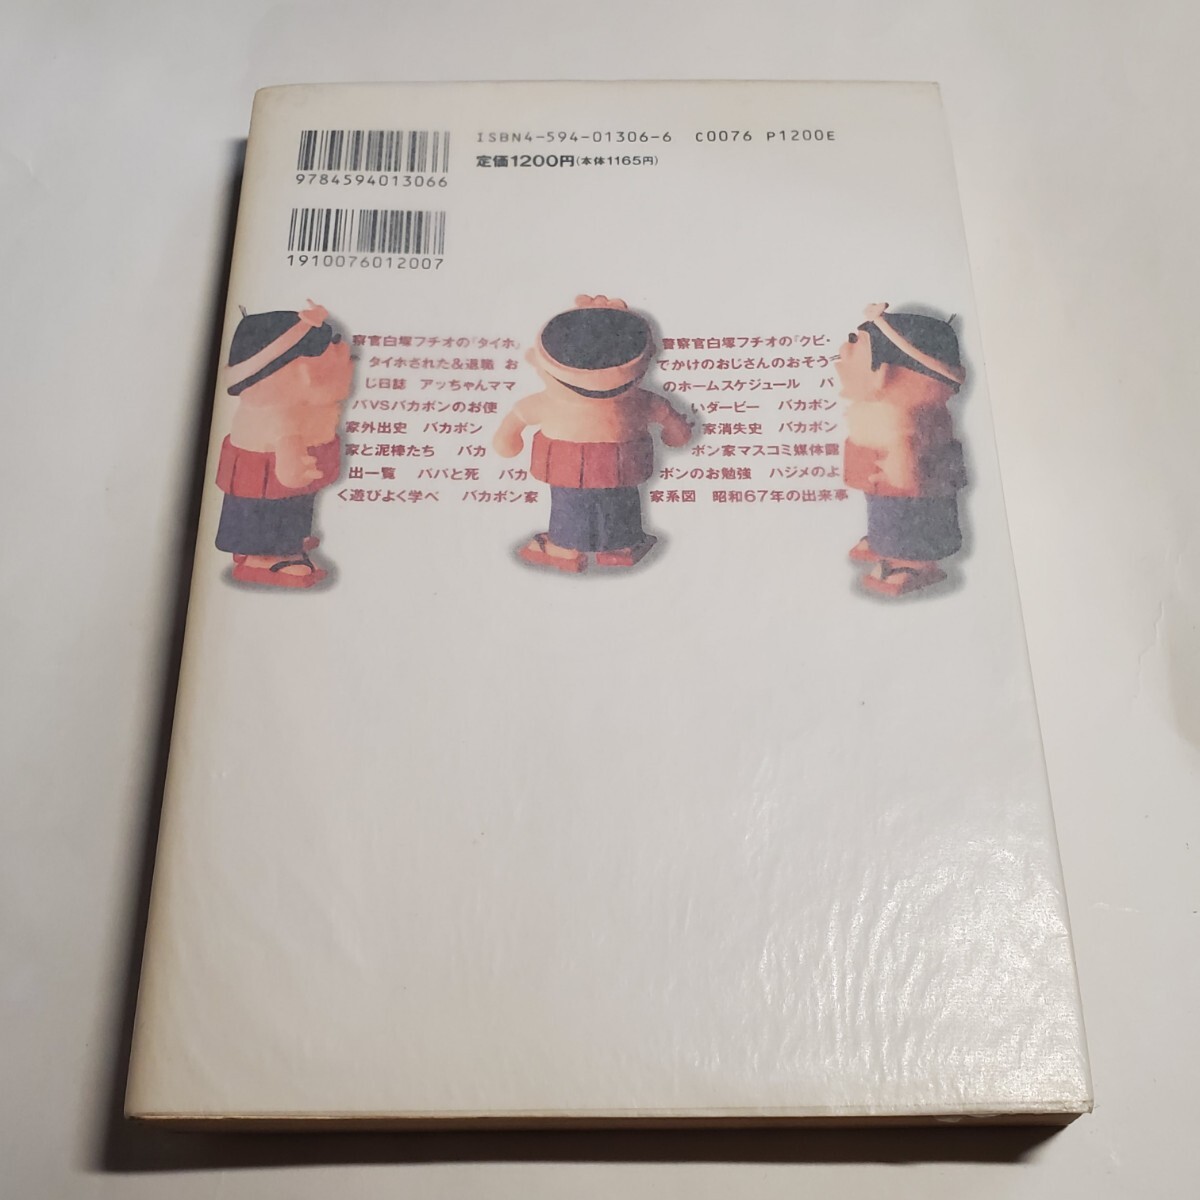 ISBN4-594-01306-6 C0076 P1200E
定価1200円(本体1165円)
9784594013066
1910076012007
察官白塚フチオの『タイホ』 警察官白塚フチオの『クビ・
タイホされた&退職 お でかけのおじさんのおそう
じ日誌 アッちゃんママ のホームスケジュール パ
パVSバカボンのお使 いダービー バカボン
家外出史 バカボン 家消失史 バカボン
家と泥棒たち バカ ボン家マスコミ媒体露
出一覧 パパと死 バカ ボンのお勉強 ハジメのよ
く遊びよく学べ バカボン家 家系図 昭和67年の出来事